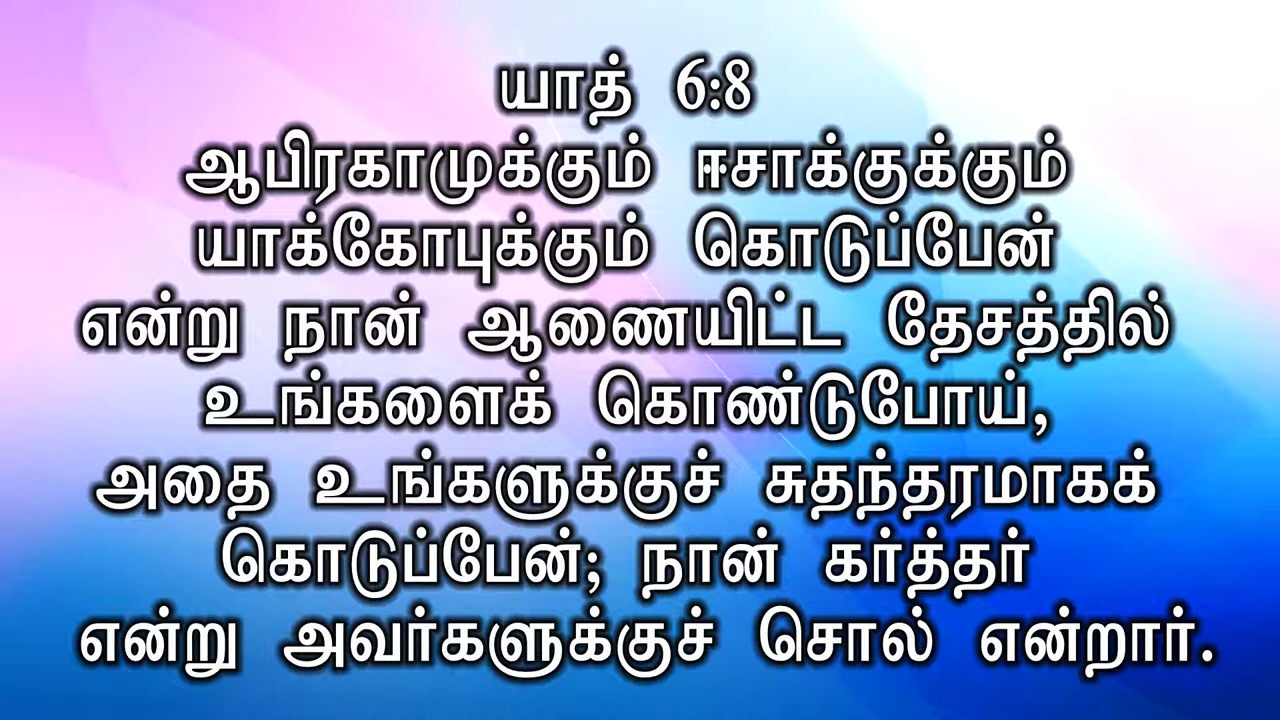 யாத் 6:8
ஆபிரகாமுக்கும் ஈசாக்குக்கும்
யாக்கோபுக்கும் கொடுப்பேன்
என்று நான் ஆணையிட்ட தேசத்தில்
உங்களைக் கொண்டுபோய்,
அதை உங்களுக்குச் சுதந்தரமாகக்
கொடுப்பேன்; நான் கர்த்தர்
என்று அவர்களுக்குச் சொல் என்றார்.